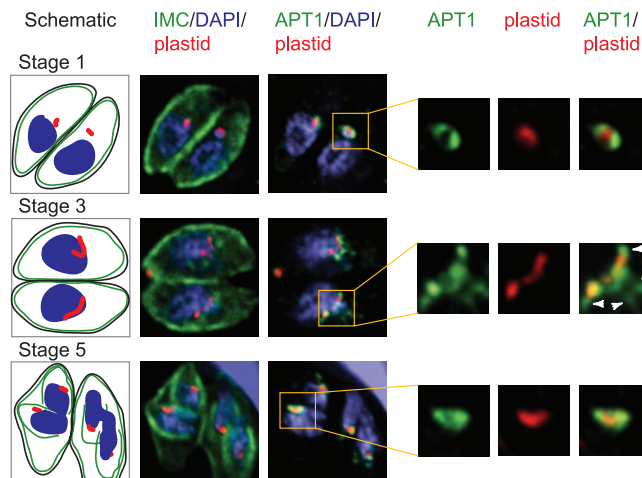 Schematic IMC/DAPI/ APT1/DAPI/ APT1 plastid APT1/
plastid plastid plastid
Stage 1
Stage 3
Stage 5